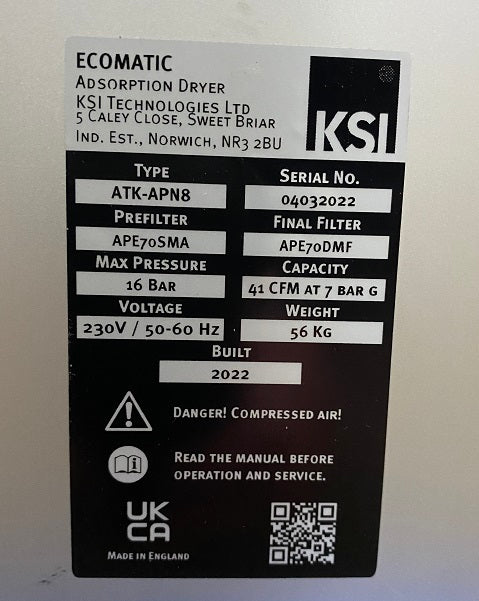 ECOMATIC
ADSORPTION DRYER
KSI TECHNOLOGIES LTD
5 CALEY CLOSE, SWEET BRIAR
IND. EST., NORWICH, NR3 2BU
KSI
TYPE
ATK-APN8
SERIAL NO.
04032022
PREFILTER
APE70SMA
FINAL FILTER
APE70DMF
MAX PRESSURE
16 BAR
CAPACITY
41 CFM AT 7 BAR G
VOLTAGE
230V / 50-60 HZ
WEIGHT
56 KG
BUILT
2022
DANGER! COMPRESSED AIR!
READ THE MANUAL BEFORE
OPERATION AND SERVICE.
UK
CA
MADE IN ENGLAND